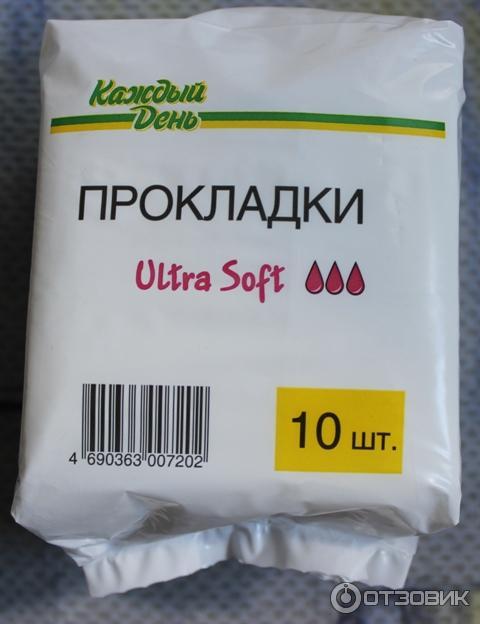 Каждый
День
ПРОКЛАДКИ
Ultra Soft
10 шт.
4 690363 007202
ОТЗОВИК